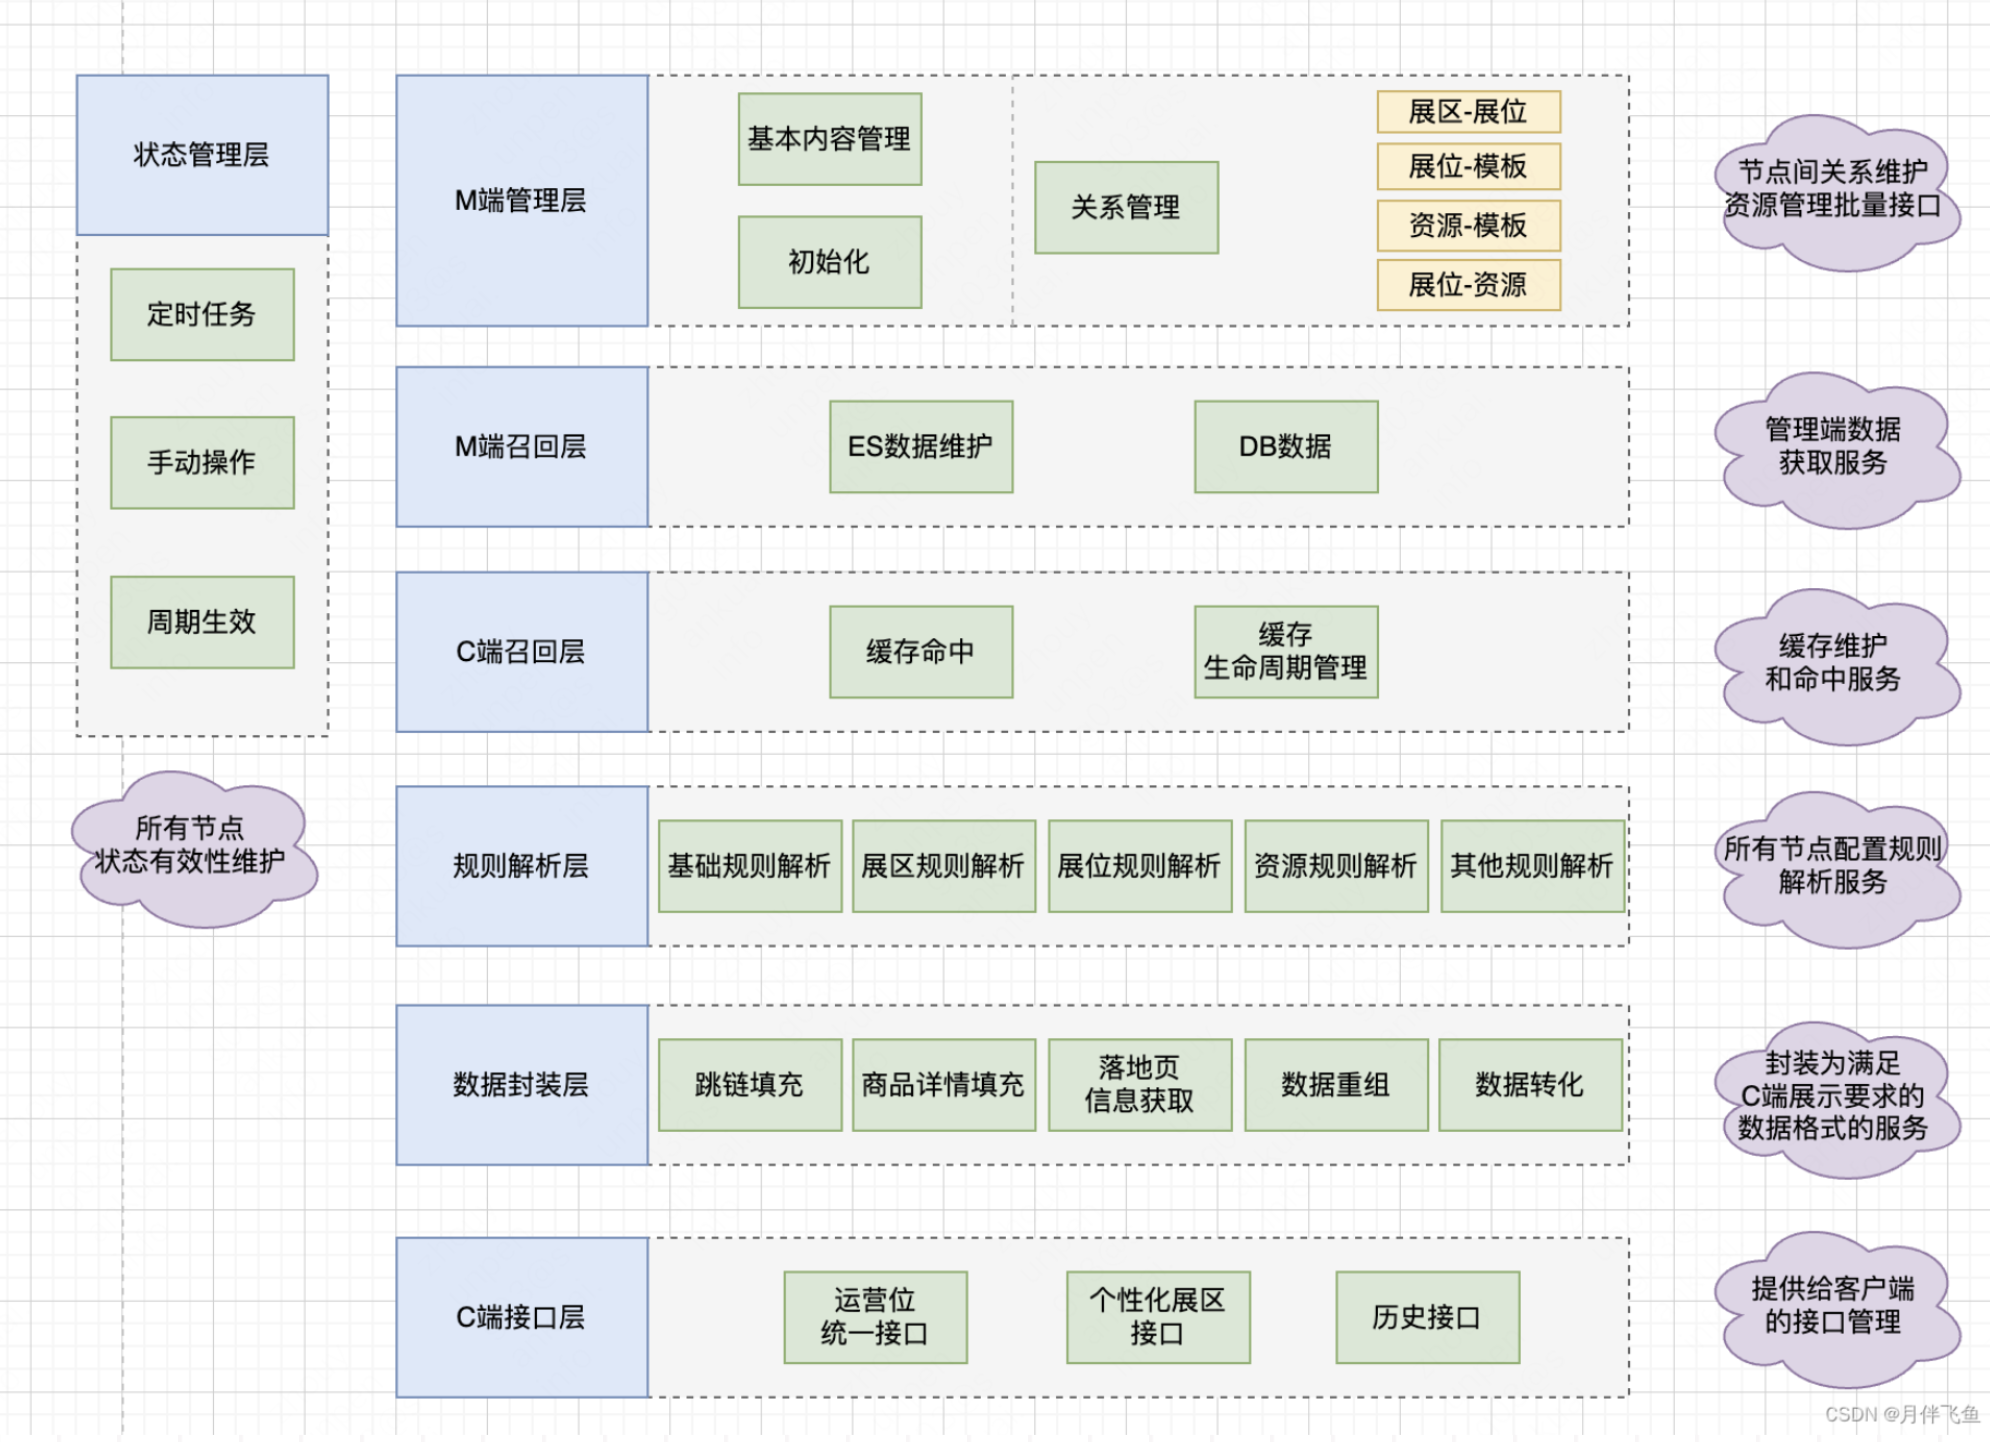 状态管理层
定时任务
手动操作
周期生效
所有节点
状态有效性维护
M端管理层
基本内容管理
初始化
关系管理
展区-展位
展位-模板
资源-模板
展位-资源
节点间关系维护
资源管理批量接口
M端召回层
ES数据维护
DB数据
管理端数据
获取服务
C端召回层
缓存命中
缓存
生命周期管理
缓存维护
和命中服务
规则解析层
基础规则解析
展区规则解析
展位规则解析
资源规则解析
其他规则解析
所有节点配置规则
解析服务
数据封装层
跳链填充
商品详情填充
落地页
信息获取
数据重组
数据转化
封装为满足
C端展示要求的
数据格式的服务
C端接口层
运营位
统一接口
个性化展区
接口
历史接口
提供给客户端
的接口管理
CSDN @月伴飞鱼